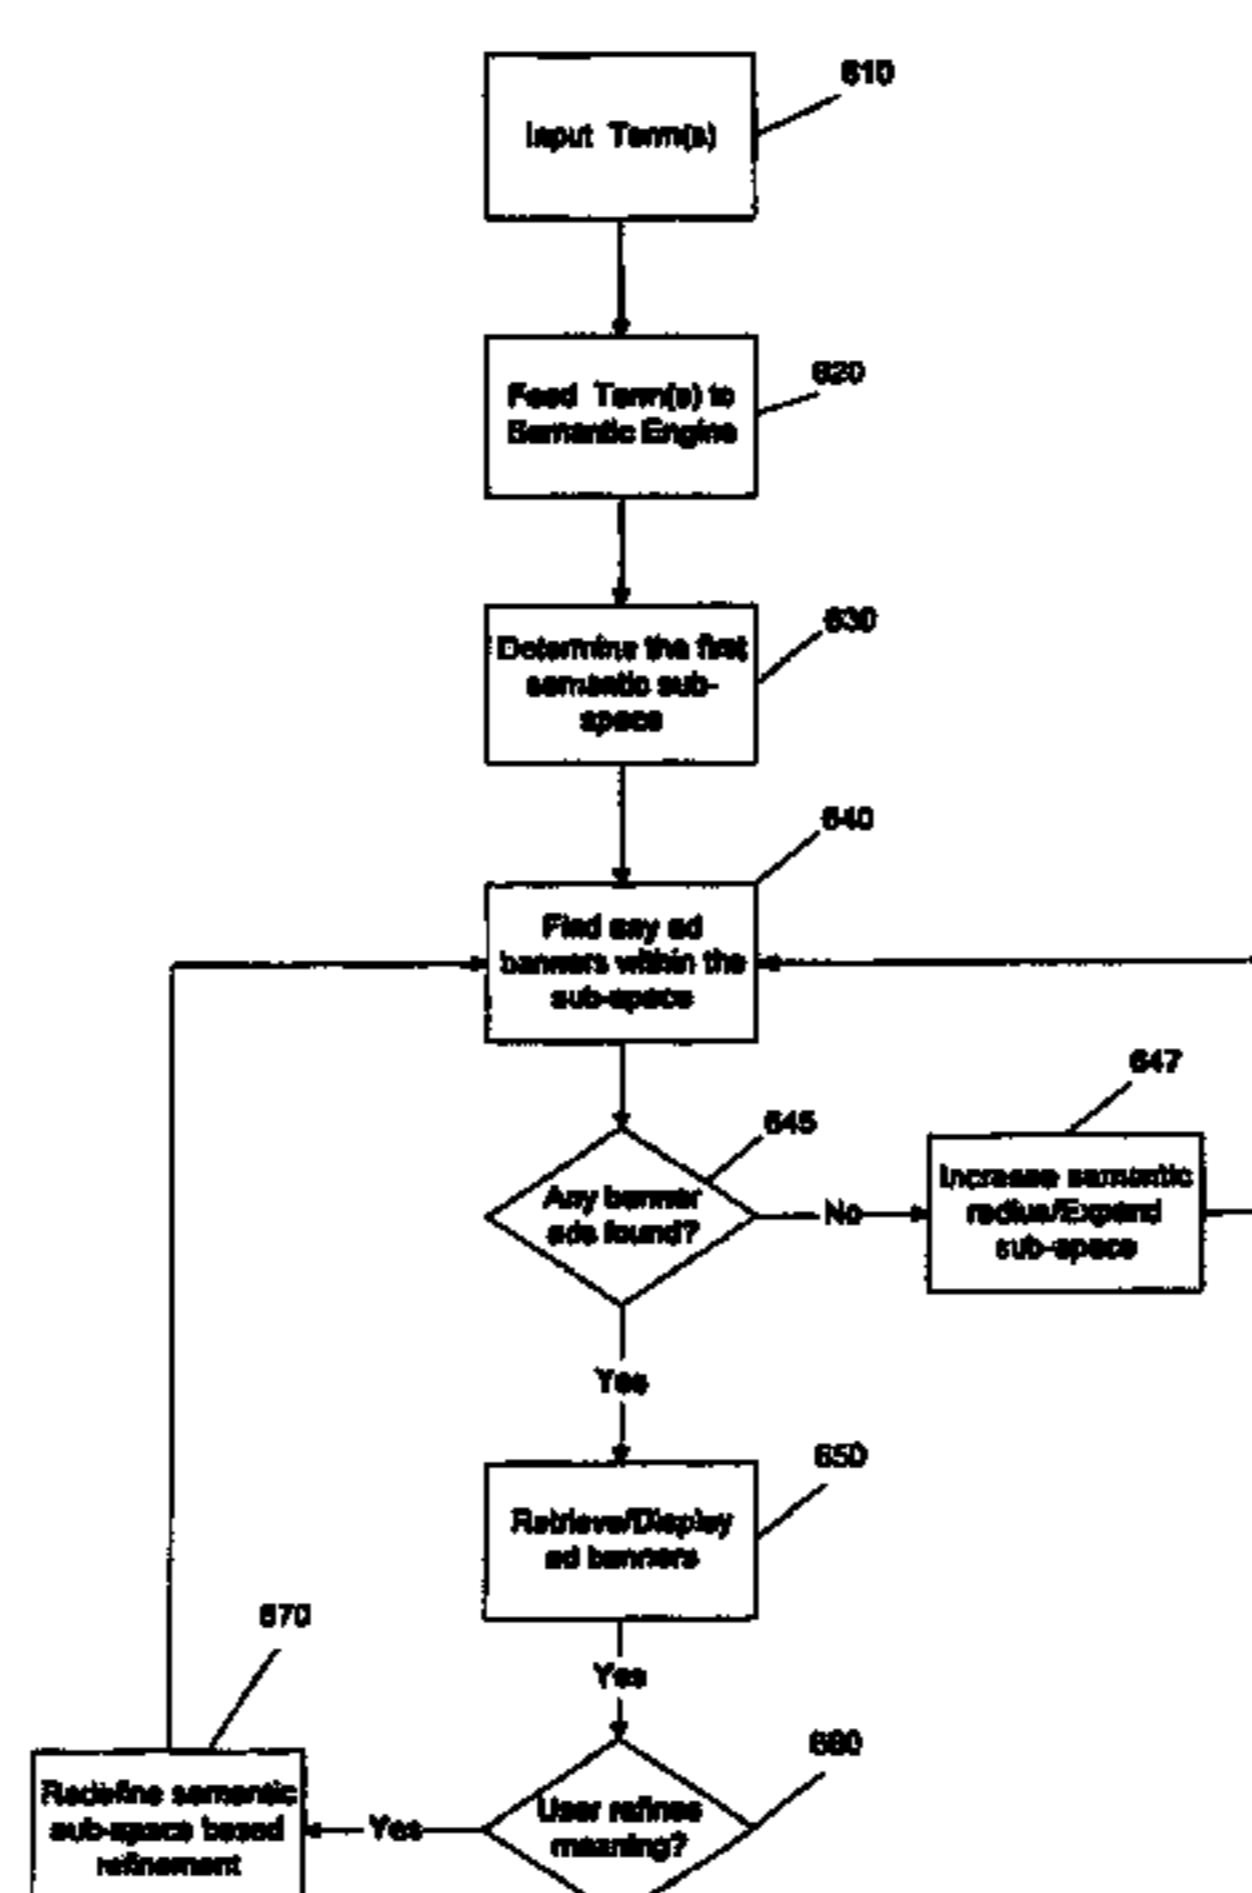 610
Input Term(s)
620
Feed Term(s) to
Semantic Engine
630
Determine the first
semantic sub-
space
640
Find any ad
banners within the
sub-space
647
645
Any banner
ads found?
No
Increase semantic
radius/Expand
sub-space
Yes
650
Retrieve/Display
ad banners
670
Yes
660
User refines
meaning?
Yes
Redefine semantic
sub-space based
refinement